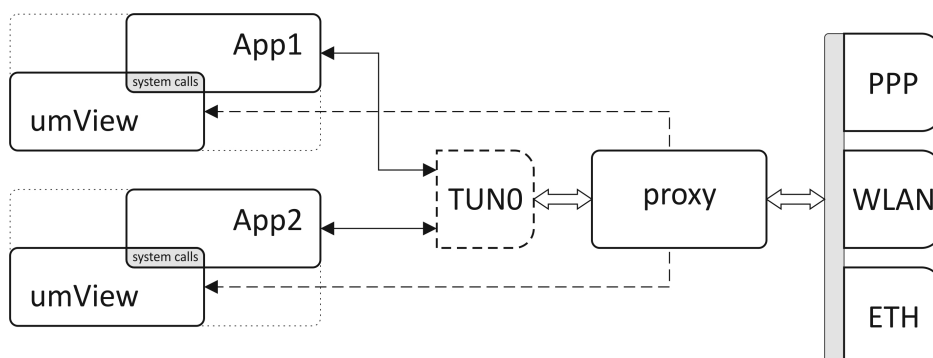 App1
system calls
umView
PPP
TUN0
proxy
WLAN
App2
system calls
umView
ETH